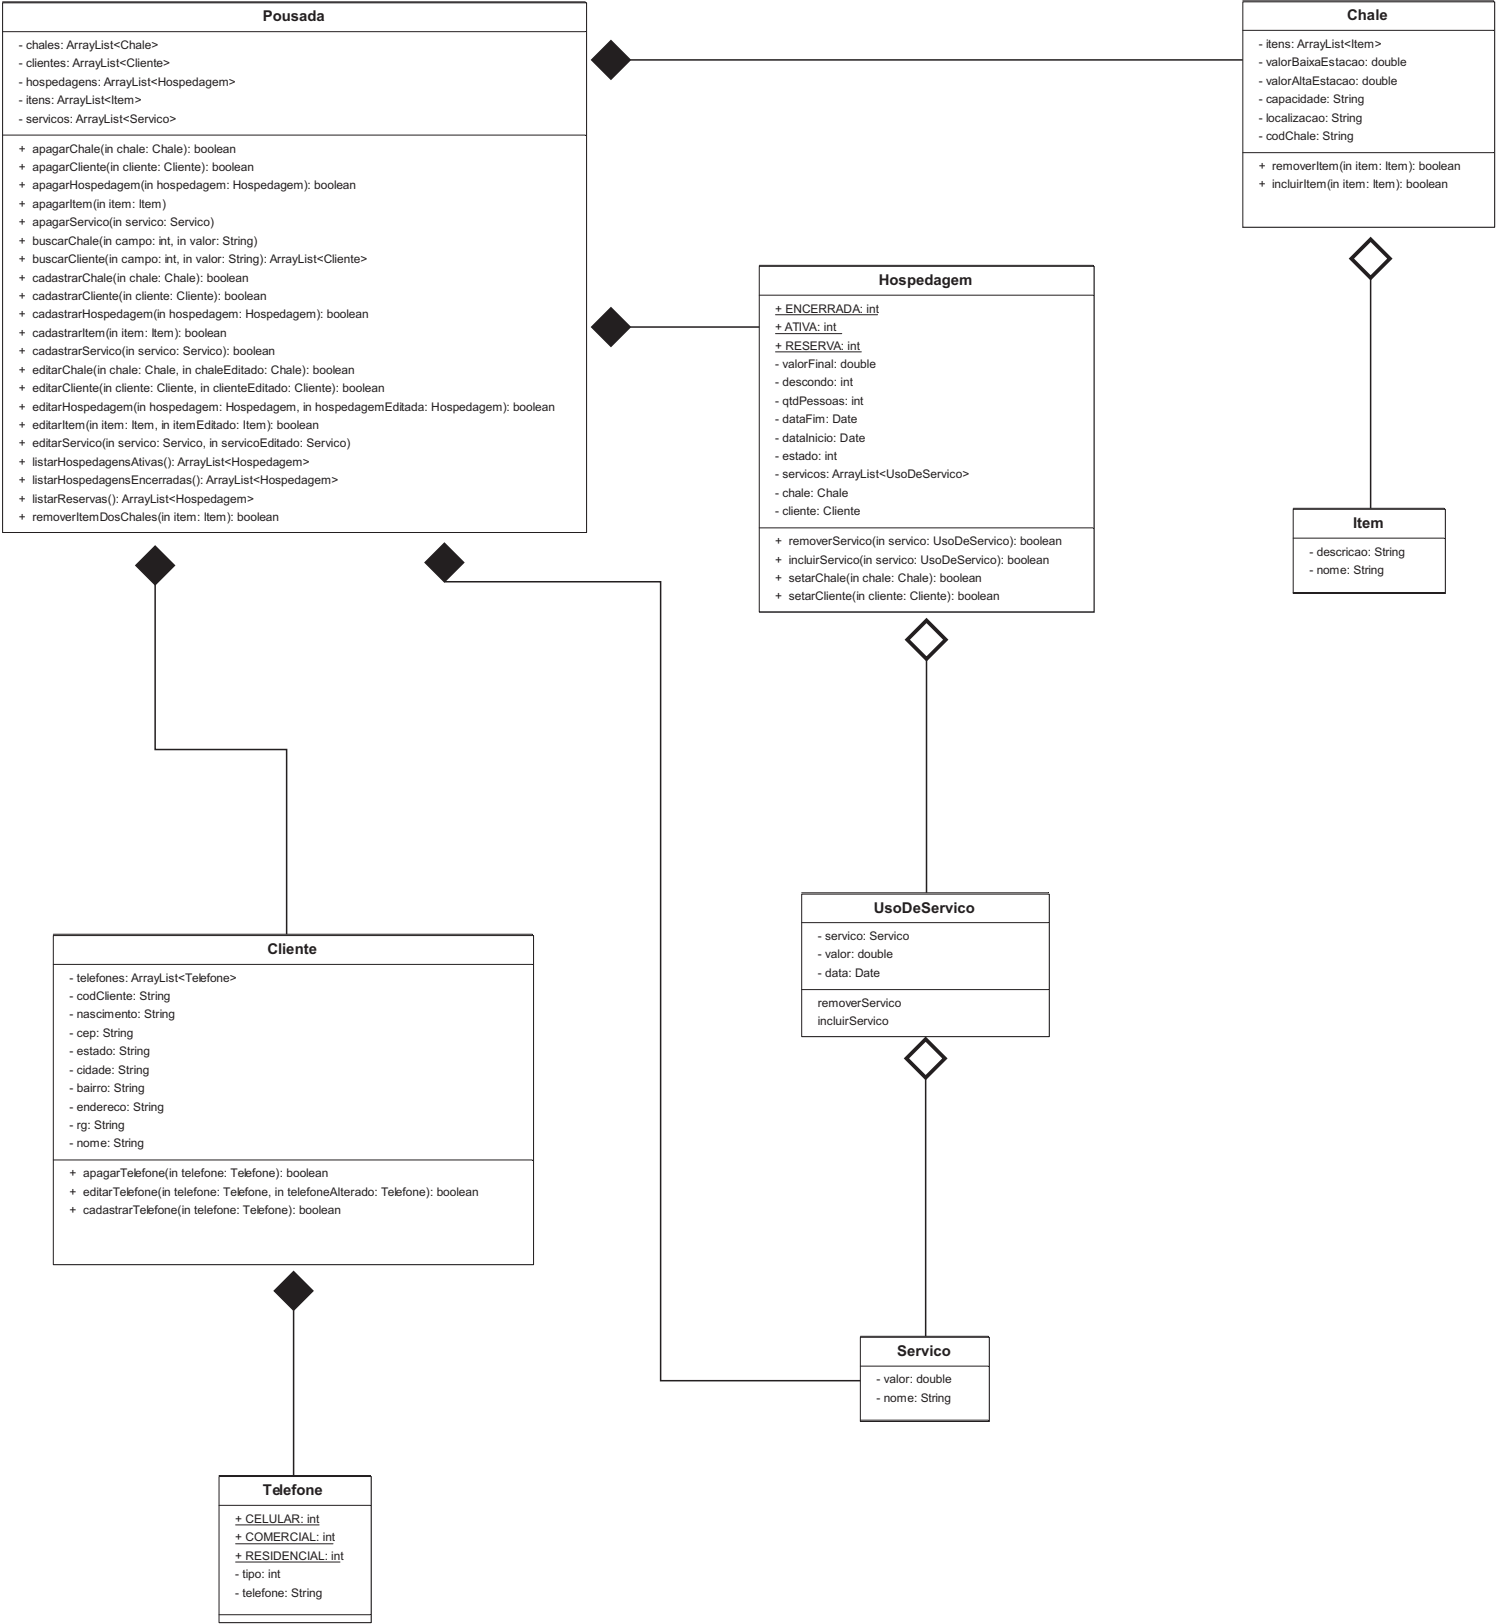 Pousada
- chales: ArrayList<Chale>
- clientes: ArrayList<Cliente>
- hospedagens: ArrayList<Hospedagem>
- itens: ArrayList<Item>
- servicos: ArrayList<Servico>
+ apagarChale(in chale: Chale): boolean
+ apagarCliente(in cliente: Cliente): boolean
+ apagarHospedagem(in hospedagem: Hospedagem): boolean
+ apagarItem(in item: Item)
+ apagarServico(in servico: Servico)
+ buscarChale(in campo: int, in valor: String)
+ buscarCliente(in campo: int, in valor: String): ArrayList<Cliente>
+ cadastrarChale(in chale: Chale): boolean
+ cadastrarCliente(in cliente: Cliente): boolean
+ cadastrarHospedagem(in hospedagem: Hospedagem): boolean
+ cadastrarItem(in item: Item): boolean
+ cadastrarServico(in servico: Servico): boolean
+ editarChale(in chale: Chale, in chaleEditado: Chale): boolean
+ editarCliente(in cliente: Cliente, in clienteEditado: Cliente): boolean
+ editarHospedagem(in hospedagem: Hospedagem, in hospedagemEditada: Hospedagem): boolean
+ editarItem(in item: Item, in itemEditado: Item): boolean
+ editarServico(in servico: Servico, in servicoEditado: Servico)
+ listarHospedagensAtivas(): ArrayList<Hospedagem>
+ listarHospedagensEncerradas(): ArrayList<Hospedagem>
+ listarReservas(): ArrayList<Hospedagem>
+ removerItemDosChales(in item: Item): boolean
Chale
- itens: ArrayList<Item>
- valorBaixaEstacao: double
- valorAltaEstacao: double
- capacidade: String
- localizacao: String
- codChale: String
+ removerItem(in item: Item): boolean
+ incluirItem(in item: Item): boolean
Hospedagem
+ ENCERRADA: int
+ ATIVA: int
+ RESERVA: int
- valorFinal: double
- descondo: int
- qtdPessoas: int
- dataFim: Date
- dataInicio: Date
- estado: int
- servicos: ArrayList<UsoDeServico>
- chale: Chale
- cliente: Cliente
+ removerServico(in servico: UsoDeServico): boolean
+ incluirServico(in servico: UsoDeServico): boolean
+ setarChale(in chale: Chale): boolean
+ setarCliente(in cliente: Cliente): boolean
Item
- descricao: String
- nome: String
UsoDeServico
- servico: Servico
- valor: double
- data: Date
removerServico
incluirServico
Cliente
- telefones: ArrayList<Telefone>
- codCliente: String
- nascimento: String
- cep: String
- estado: String
- cidade: String
- bairro: String
- endereco: String
- rg: String
- nome: String
+ apagarTelefone(in telefone: Telefone): boolean
+ editarTelefone(in telefone: Telefone, in telefoneAlterado: Telefone): boolean
+ cadastrarTelefone(in telefone: Telefone): boolean
Servico
- valor: double
- nome: String
Telefone
+ CELULAR: int
+ COMERCIAL: int
+ RESIDENCIAL: int
- tipo: int
- telefone: String